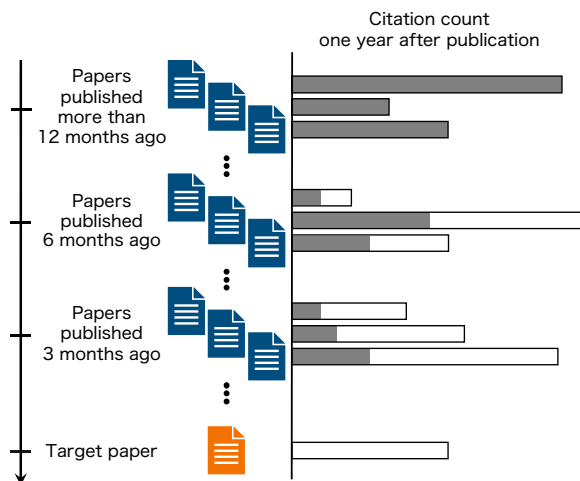 Citation count
one year after publication
Papers
published
more than
12 months ago
Papers
published
6 months ago
Papers
published
3 months ago
Target paper